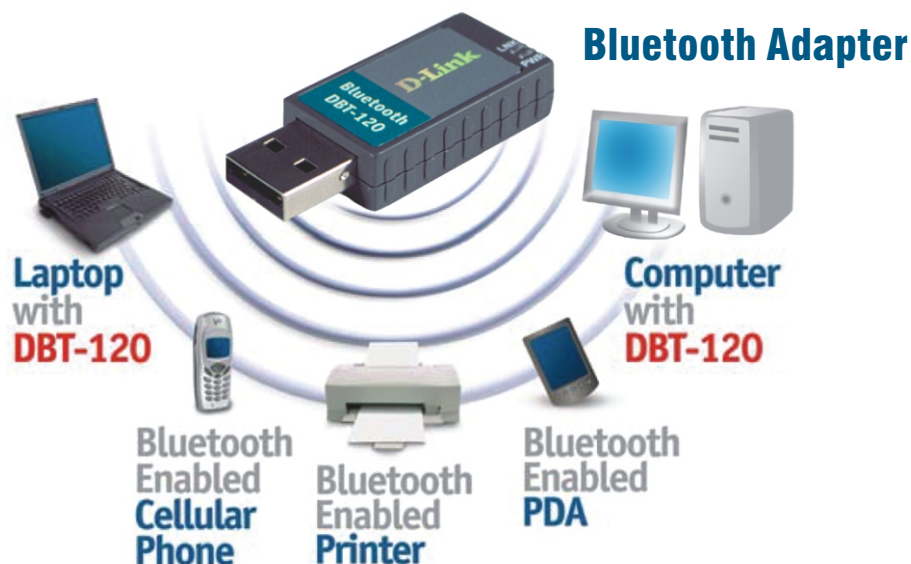 Bluetooth Adapter
D-Link
Bluetooth
DBT-120
PWR
Laptop
with
DBT-120
Computer
with
DBT-120
Bluetooth
Enabled
Cellular
Phone
Bluetooth
Enabled
Printer
Bluetooth
Enabled
PDA